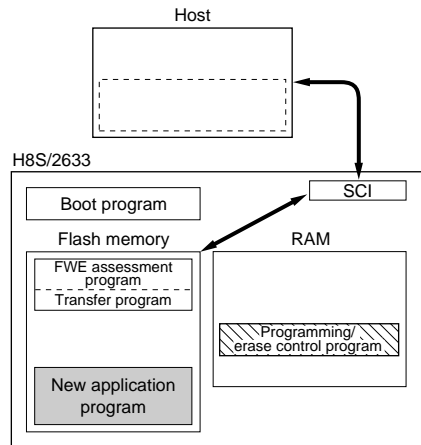 Host
H8S/2633
SCI
Boot program
Flash memory
RAM
FWE assessment
program
Transfer program
Programming/
erase control program
New application
program